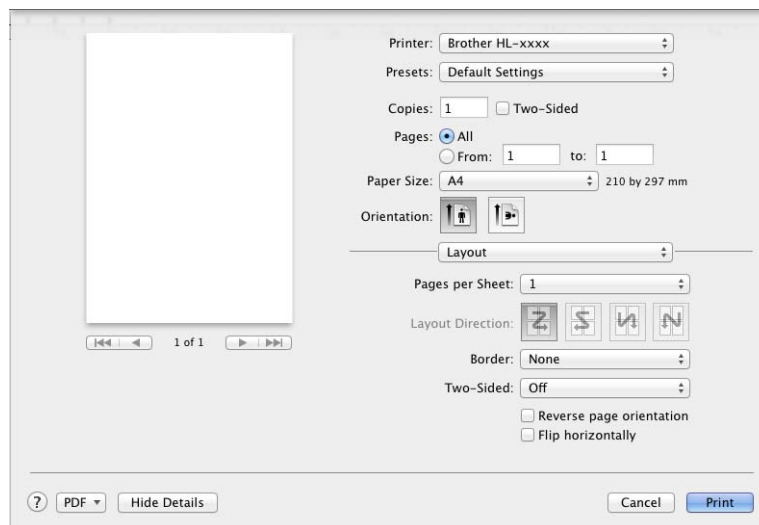 Printer: Brother HL-xxxx
Presets: Default Settings
Copies: 1 Two-Sided
Pages: All
From: 1 to: 1
Paper Size: A4 210 by 297 mm
Orientation:
Layout
Pages per Sheet: 1
Layout Direction:
Border: None
Two-Sided: Off
Reverse page orientation
Flip horizontally
1 of 1
? PDF Hide Details Cancel Print